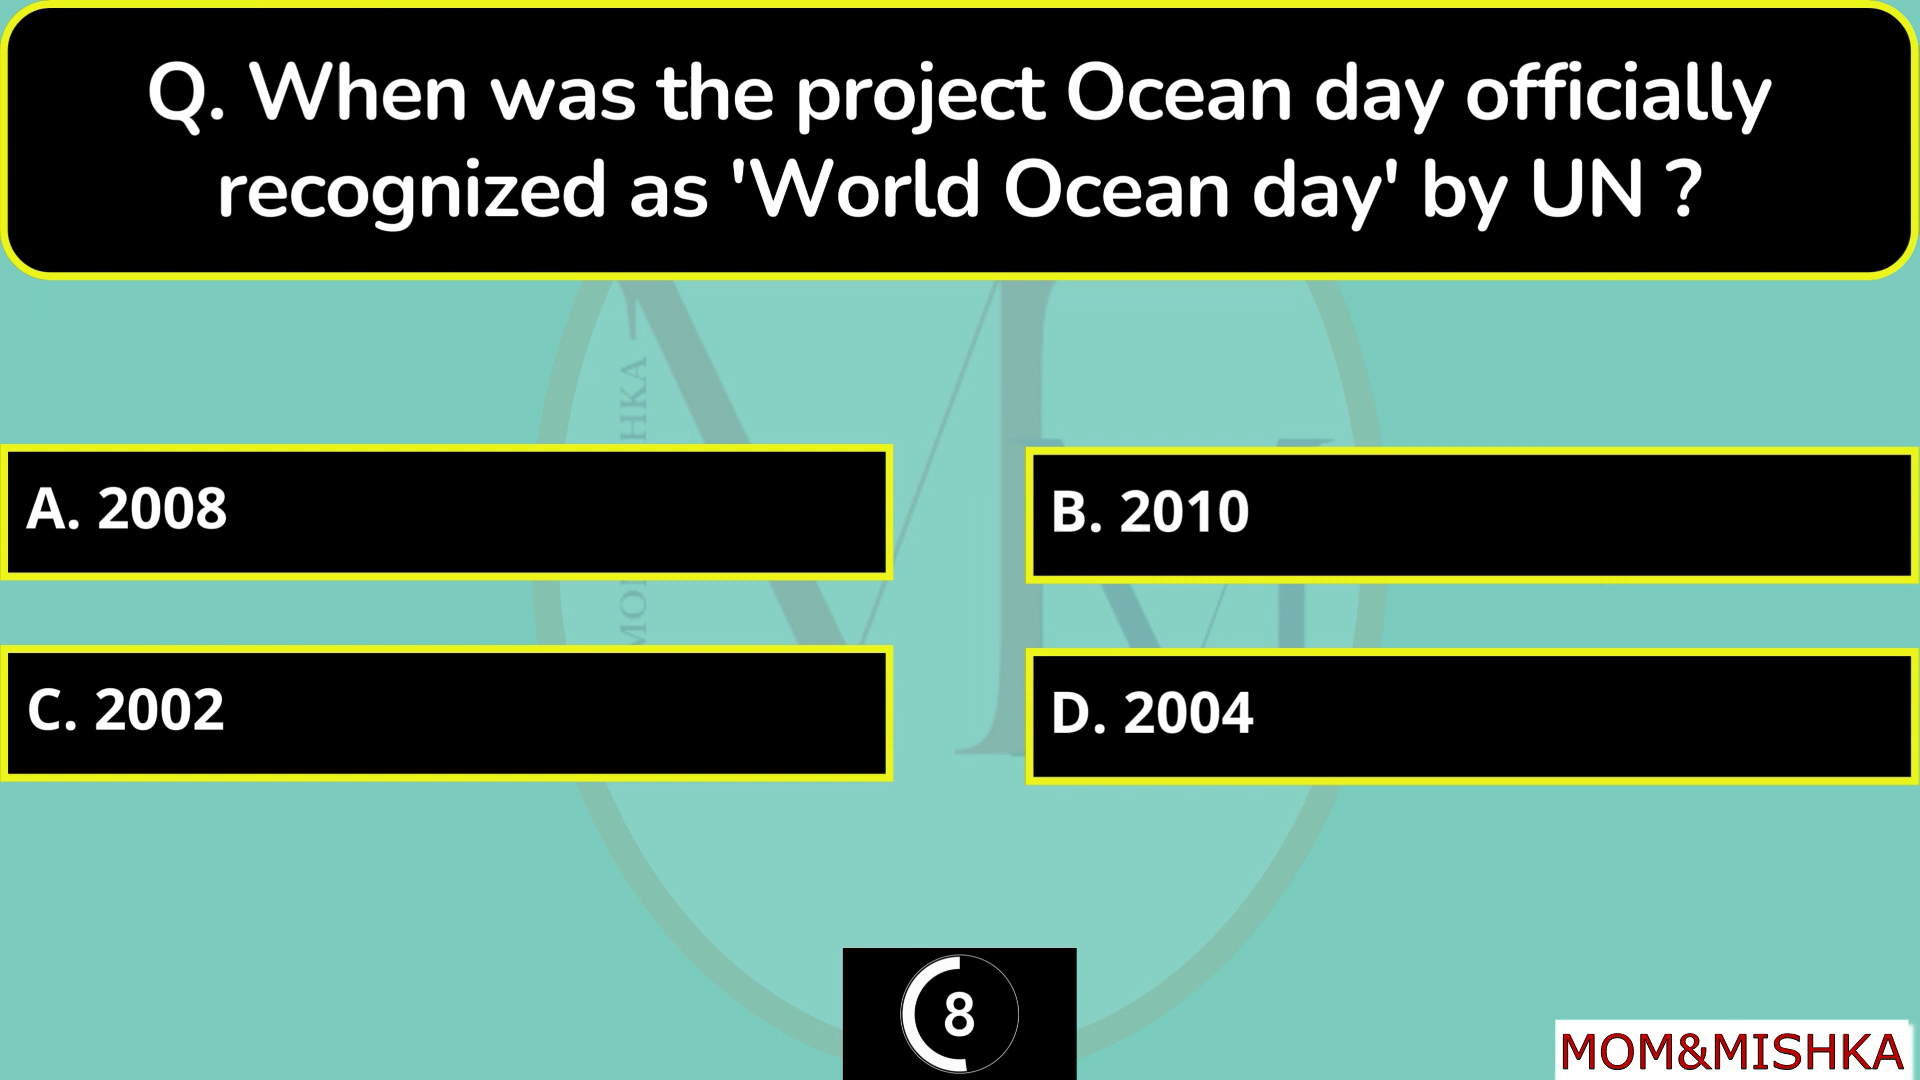 Q. When was the project Ocean day officially
recognized as 'World Ocean day' by UN ?
A. 2008
B. 2010
C. 2002
D. 2004
8
MOM&MISHKA